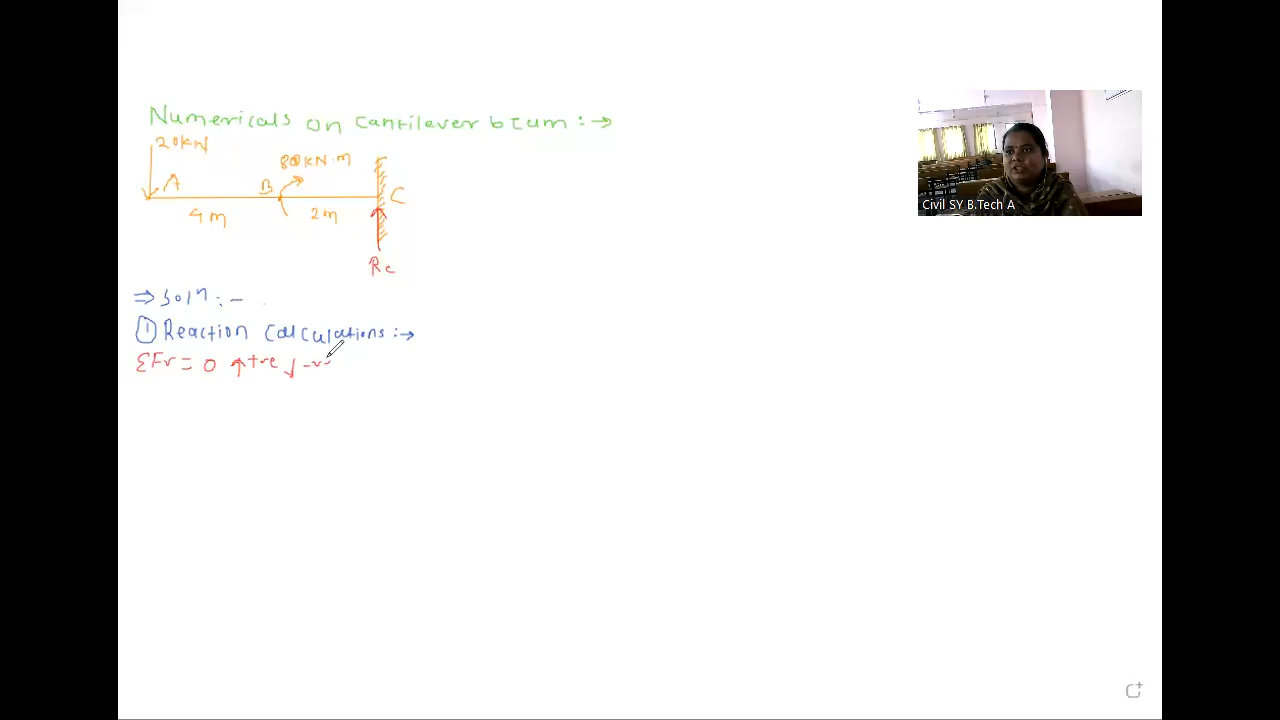 Numericals on Cantilever beam :→
20kN
80kN.m
A
B
C
4m
2m
Rc
⇒ Soln :-
① Reaction Calculations :→
ΣFv = 0 ↑+ve ↓-ve
Civil SY B.Tech A